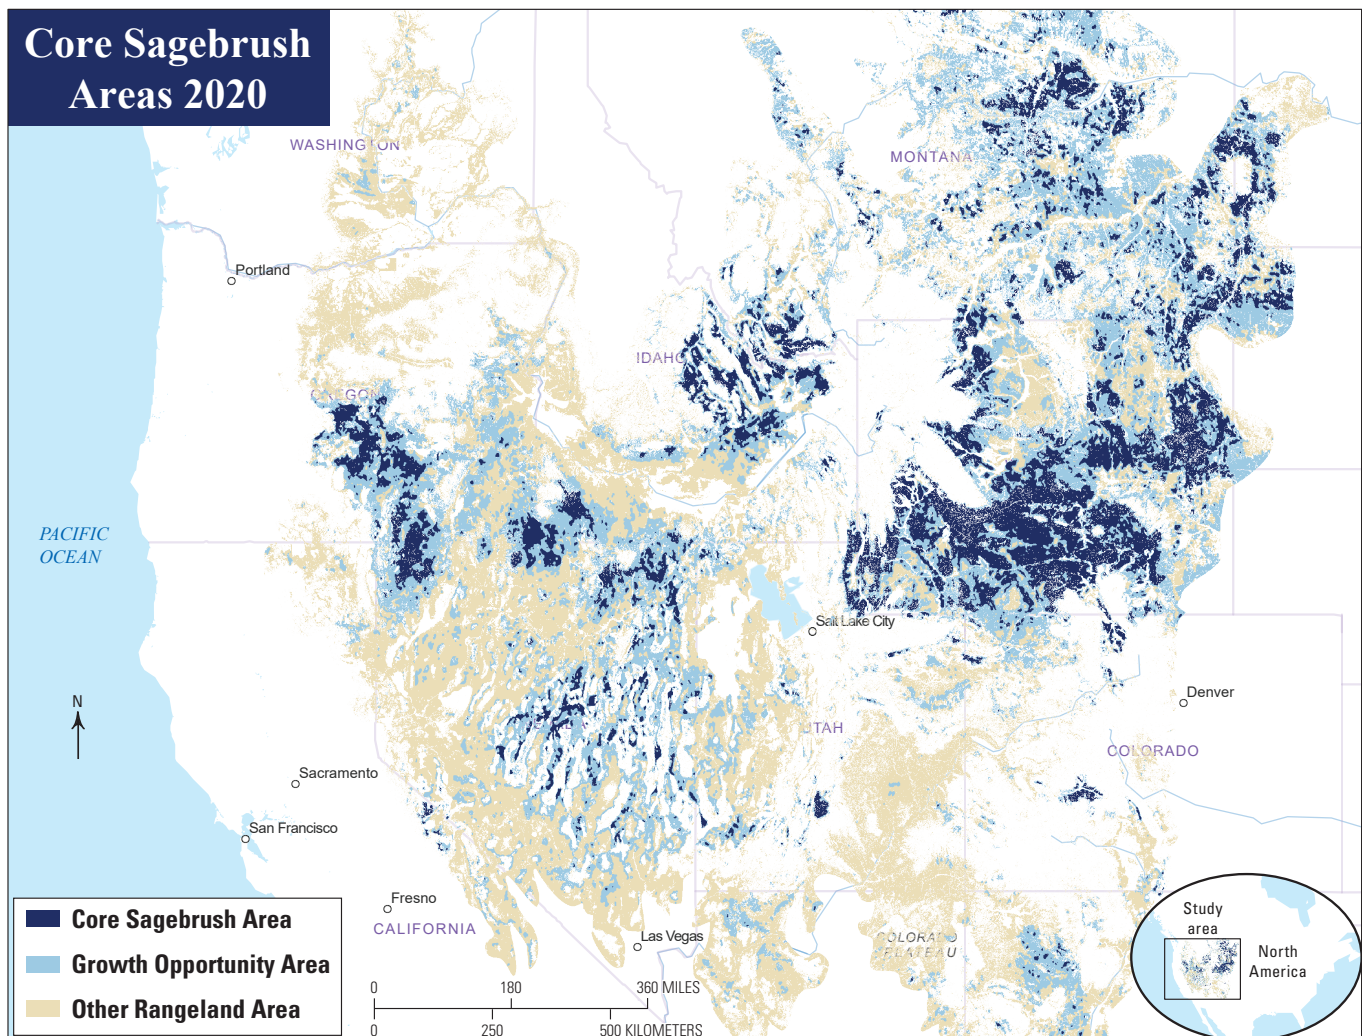 Core Sagebrush
Areas 2020
WASHINGTON
MONTANA
Portland
IDAHO
OREGON
PACIFIC
OCEAN
Salt Lake City
N
Denver
UTAH
COLORADO
Sacramento
San Francisco
Fresno
CALIFORNIA
Las Vegas
COLORADO
PLATEAU
Core Sagebrush Area
Growth Opportunity Area
Other Rangeland Area
0 180 360 MILES
0 250 500 KILOMETERS
Study
area
North
America